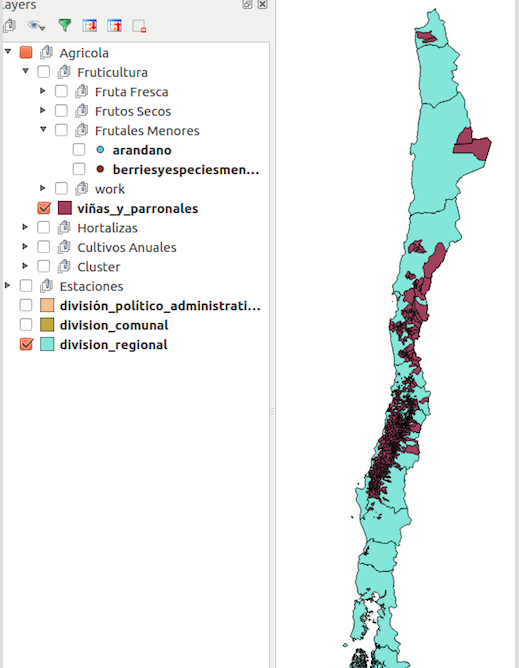 Layers
Agricola
Fruticultura
Fruta Fresca
Frutos Secos
Frutales Menores
arandano
berriesyespeciesmen...
work
viñas_y_parronales
Hortalizas
Cultivos Anuales
Cluster
Estaciones
división_político_administrati...
division_comunal
division_regional